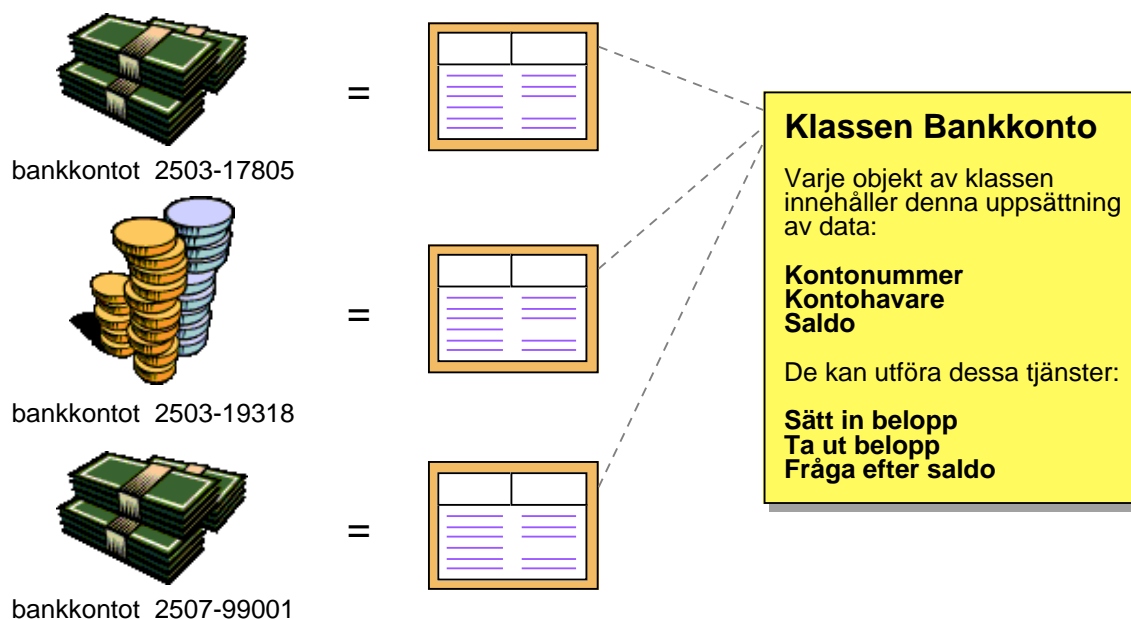 =
bankkontot 2503-17805
=
bankkontot 2503-19318
=
bankkontot 2507-99001
Klassen Bankkonto
Varje objekt av klassen
innehåller denna uppsättning
av data:
Kontonummer
Kontohavare
Saldo
De kan utföra dessa tjänster:
Sätt in belopp
Ta ut belopp
Fråga efter saldo